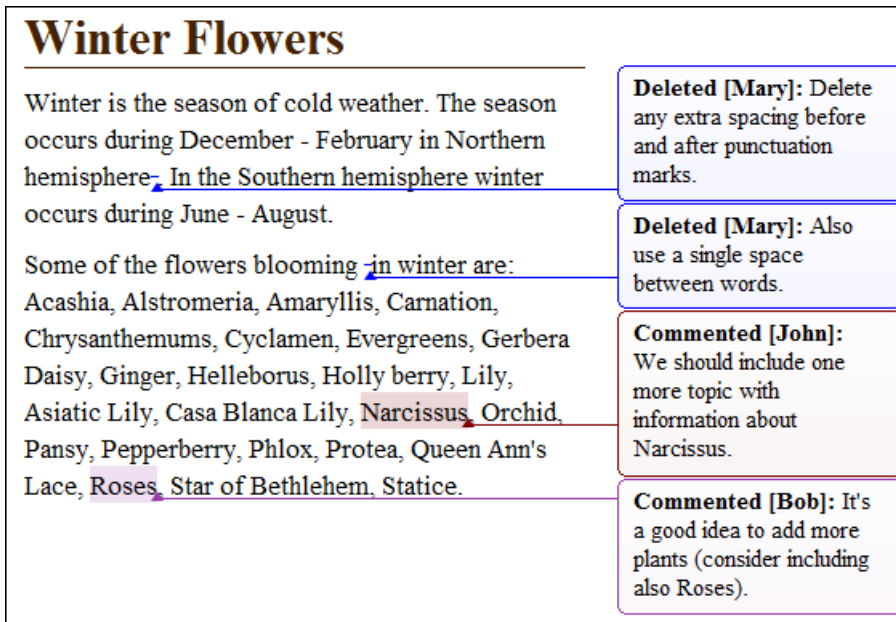 Winter Flowers
Winter is the season of cold weather. The season
occurs during December - February in Northern
hemisphere . In the Southern hemisphere winter
occurs during June - August.
Some of the flowers blooming  in winter are:
Acashia, Alstromeria, Amaryllis, Carnation,
Chrysanthemums, Cyclamen, Evergreens, Gerbera
Daisy, Ginger, Helleborus, Holly berry, Lily,
Asiatic Lily, Casa Blanca Lily, Narcissus, Orchid,
Pansy, Pepperberry, Phlox, Protea, Queen Ann's
Lace, Roses, Star of Bethlehem, Statice.
Deleted [Mary]: Delete
any extra spacing before
and after punctuation
marks.
Deleted [Mary]: Also
use a single space
between words.
Commented [John]:
We should include one
more topic with
information about
Narcissus.
Commented [Bob]: It's
a good idea to add more
plants (consider including
also Roses).